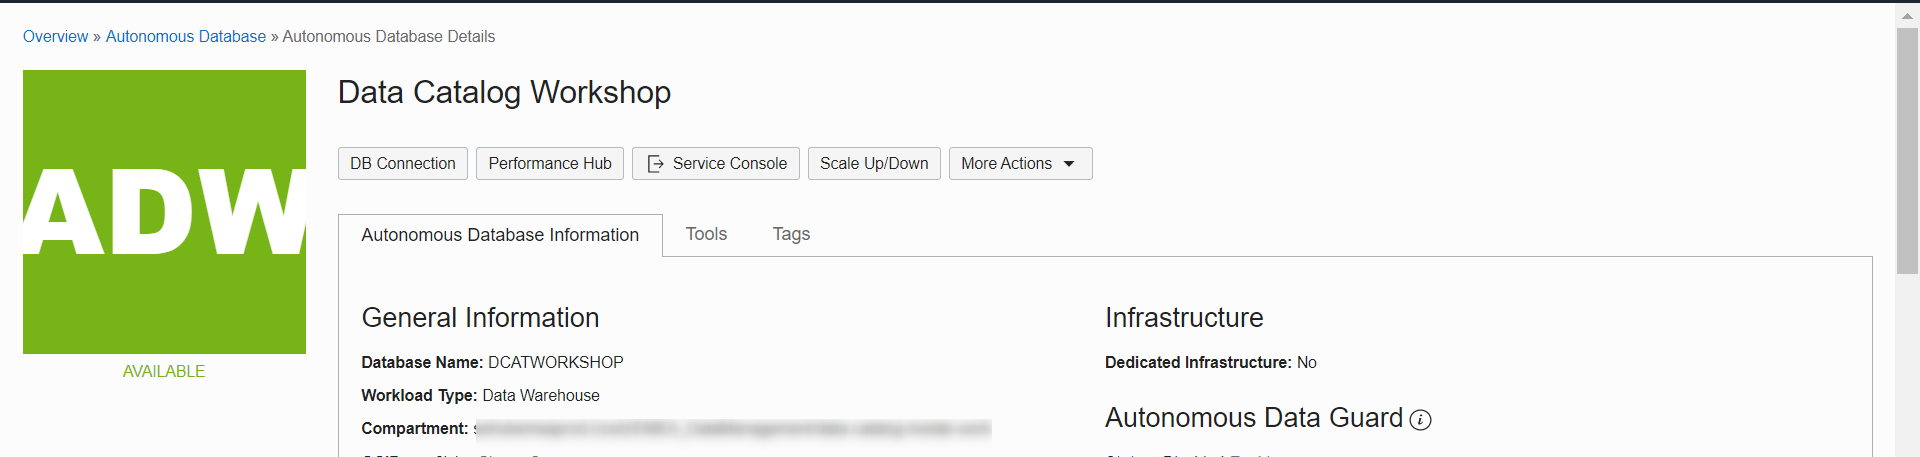 Overview » Autonomous Database » Autonomous Database Details
ADW
AVAILABLE
Data Catalog Workshop
DB Connection
Performance Hub
Service Console
Scale Up/Down
More Actions
Autonomous Database Information
Tools
Tags
General Information
Database Name: DCATWORKSHOP
Workload Type: Data Warehouse
Compartment:
Infrastructure
Dedicated Infrastructure: No
Autonomous Data Guard